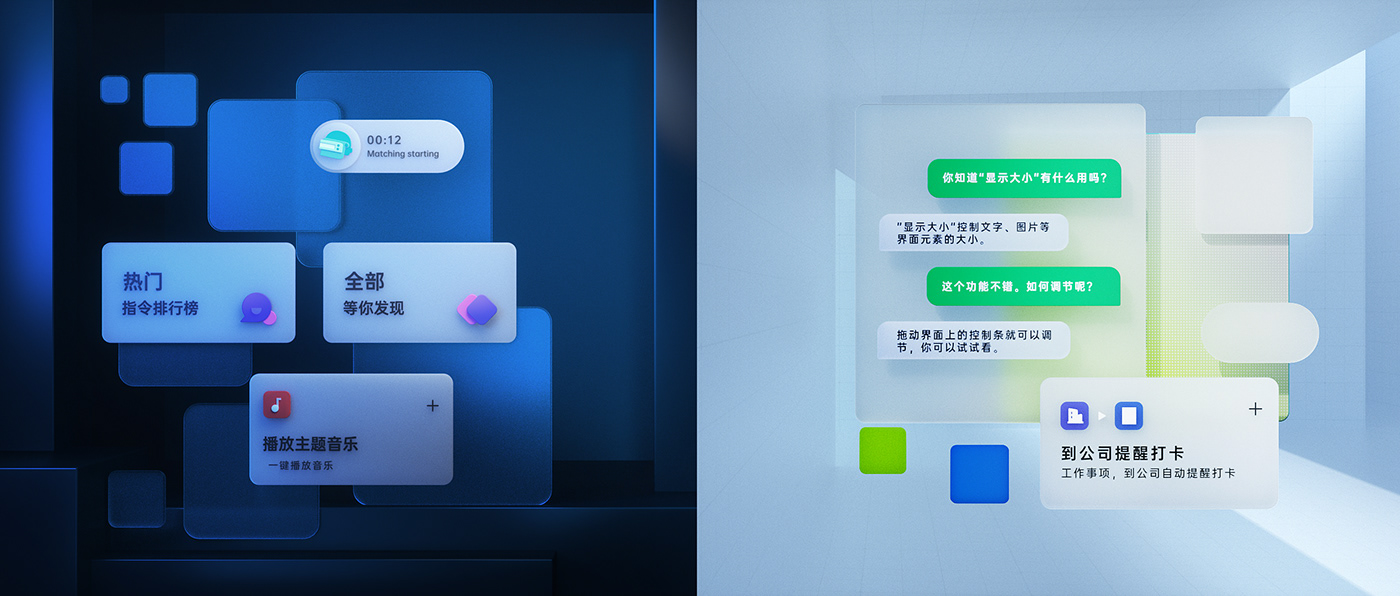 00:12
Matching starting
热门
指令排行榜
全部
等你发现
播放主题音乐
一键播放音乐
你知道“显示大小”有什么用吗?
“显示大小”控制文字、图片等
界面元素的大小。
这个功能不错。如何调节呢?
拖动界面上的控制条就可以调
节，你可以试试看。
到公司提醒打卡
工作事项，到公司自动提醒打卡